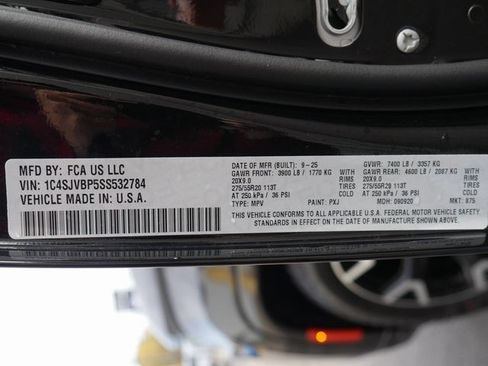 MFD BY: FCA US LLC
VIN: 1C4SJVBP5SS532784
VEHICLE MADE IN: U.S.A.
DATE OF MFR (BUILT): 9-25 GVWR: 7400 LB / 3357 KG
GAWR FRONT: 3900 LB / 1770 KG WITH GAWR REAR: 4600 LB / 2087 KG WITH
20X9.0 RIMS 20X9.0 RIMS
275/55R20 113T TIRES 275/55R20 113T TIRES
AT 250 kPa / 36 PSI COLD AT 250 kPa / 36 PSI COLD
TYPE: MPV PAINT: PXJ MDH: 090920 MKT: 875
THIS VEHICLE CONFORMS TO ALL APPLICABLE U.S.A. FEDERAL MOTOR VEHICLE SAFETY
STANDARDS IN EFFECT ON THE DATE OF MANUFACTURE SHOWN ABOVE.